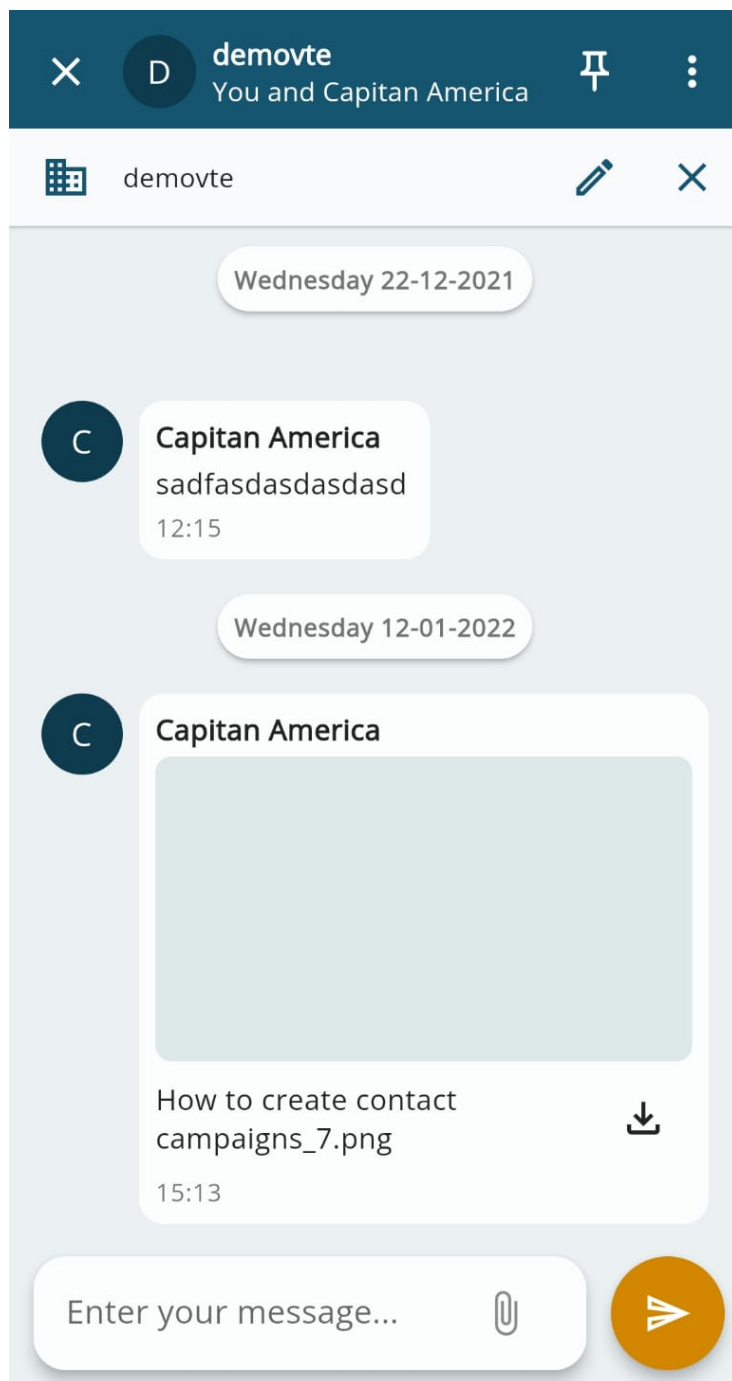 D
demovte
You and Capitan America
demovte
Wednesday 22-12-2021
C
Capitan America
sadfasdasdasdasd
12:15
Wednesday 12-01-2022
C
Capitan America
How to create contact
campaigns_7.png
15:13
Enter your message...